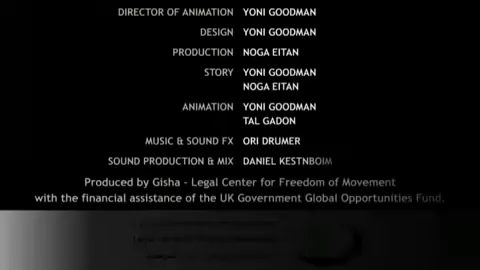 DIRECTOR OF ANIMATION YONI GOODMAN
DESIGN YONI GOODMAN
PRODUCTION NOGA EITAN
STORY YONI GOODMAN
NOGA EITAN
ANIMATION YONI GOODMAN
TAL GADON
MUSIC & SOUND FX ORI DRUMER
SOUND PRODUCTION & MIX DANIEL KESTNBOIM
Produced by Gisha - Legal Center for Freedom of Movement
with the financial assistance of the UK Government Global Opportunities Fund.